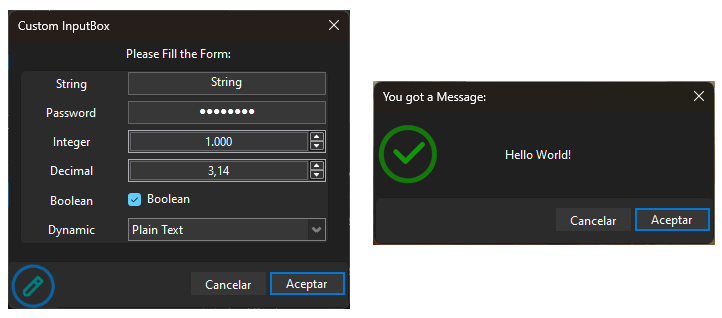 Custom InputBox
Please Fill the Form:
String String
Password ••••••••
Integer 1.000
Decimal 3,14
Boolean Boolean
Dynamic Plain Text
Cancelar Aceptar
You got a Message:
Hello World!
Cancelar Aceptar